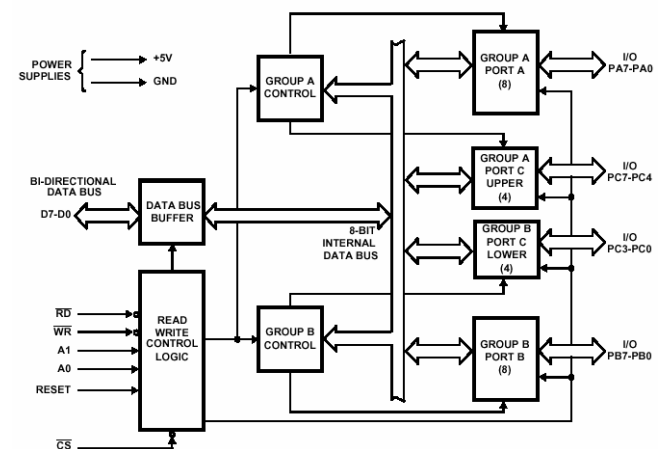 POWER
SUPPLIES
+5V
GND
GROUP A
CONTROL
GROUP A
PORT A
(8)
I/O
PA7-PA0
GROUP A
PORT C
UPPER
(4)
I/O
PC7-PC4
BI-DIRECTIONAL
DATA BUS
D7-D0
DATA BUS
BUFFER
8-BIT
INTERNAL
DATA BUS
GROUP B
PORT C
LOWER
(4)
I/O
PC3-PC0
RD
WR
A1
A0
RESET
CS
READ
WRITE
CONTROL
LOGIC
GROUP B
CONTROL
GROUP B
PORT B
(8)
I/O
PB7-PB0